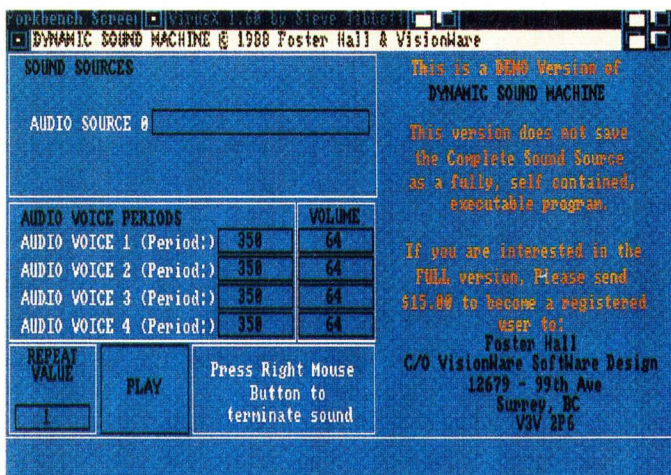 Workbench Screen VirusX 1.60 by Steve Tibbett
DYNAMIC SOUND MACHINE @ 1988 Foster Hall & VisionWare
SOUND SOURCES
AUDIO SOURCE 0
AUDIO VOICE PERIODS VOLUME
AUDIO VOICE 1 (Period:) 350 64
AUDIO VOICE 2 (Period:) 350 64
AUDIO VOICE 3 (Period:) 350 64
AUDIO VOICE 4 (Period:) 350 64
REPEAT
VALUE
1
PLAY
Press Right Mouse
Button to
terminate sound
This is a DEMO Version of
DYNAMIC SOUND MACHINE
This version does not save
the Complete Sound Source
as a fully, self contained,
executable program.
If you are interested in the
FULL version, Please send
$15.00 to become a registered
user to:
Foster Hall
C/O VisionWare SoftWare Design
12679 - 99th Ave
Surrey, BC
V3V 2P6